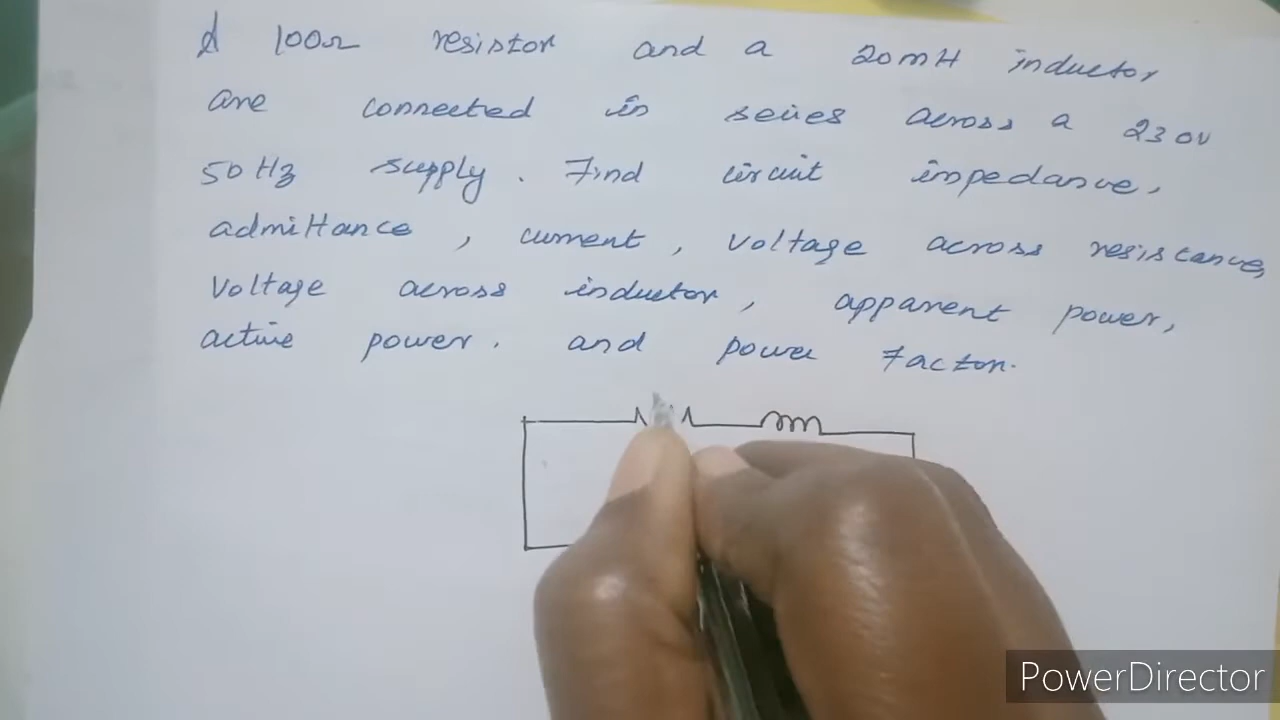 A 100Ω resistor and a 20mH inductor
are connected in series across a 230V
50Hz supply. Find circuit impedance,
admittance, current, voltage across resistance,
Voltage across inductor, apparent power,
active power. and power factor.
PowerDirector